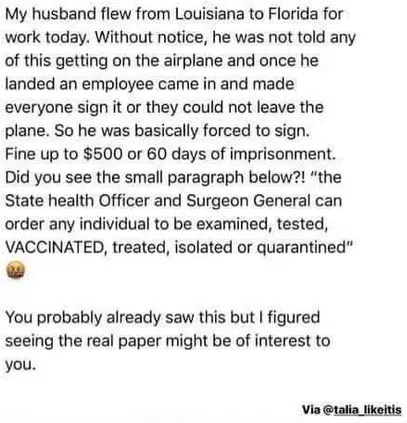 My husband flew from Louisiana to Florida for
work today. Without notice, he was not told any
of this getting on the airplane and once he
landed an employee came in and made
everyone sign it or they could not leave the
plane. So he was basically forced to sign.
Fine up to $500 or 60 days of imprisonment.
Did you see the small paragraph below?! “the
State health Officer and Surgeon General can
order any individual to be examined, tested,
VACCINATED, treated, isolated or quarantined”
🤬
You probably already saw this but I figured
seeing the real paper might be of interest to
you.
Via @talia_likeitis